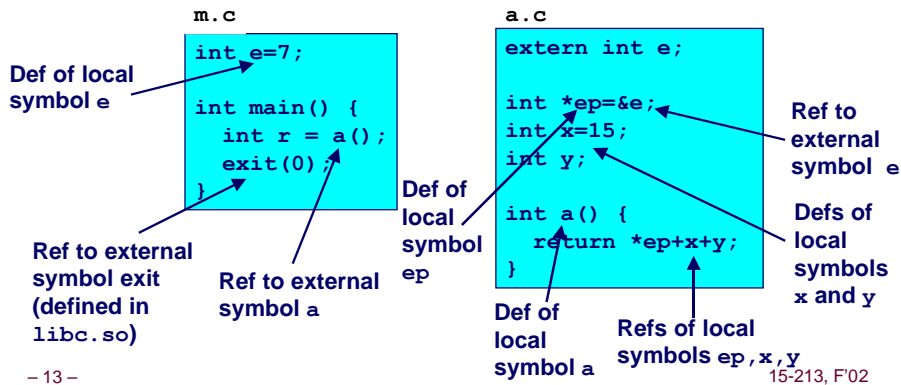 m.c
int e=7;
int main() {
int r = a();
exit(0);
}
Def of local
symbol e
Ref to external
symbol exit
(defined in
libc.so)
Ref to external
symbol a
a.c
extern int e;
int *ep=&e;
int x=15;
int y;
int a() {
return *ep+x+y;
}
Def of
local
symbol
ep
Ref to
external
symbol e
Defs of
local
symbols
x and y
Def of
local
symbol a
Refs of local
symbols ep,x,y
– 13 –
15-213, F'02